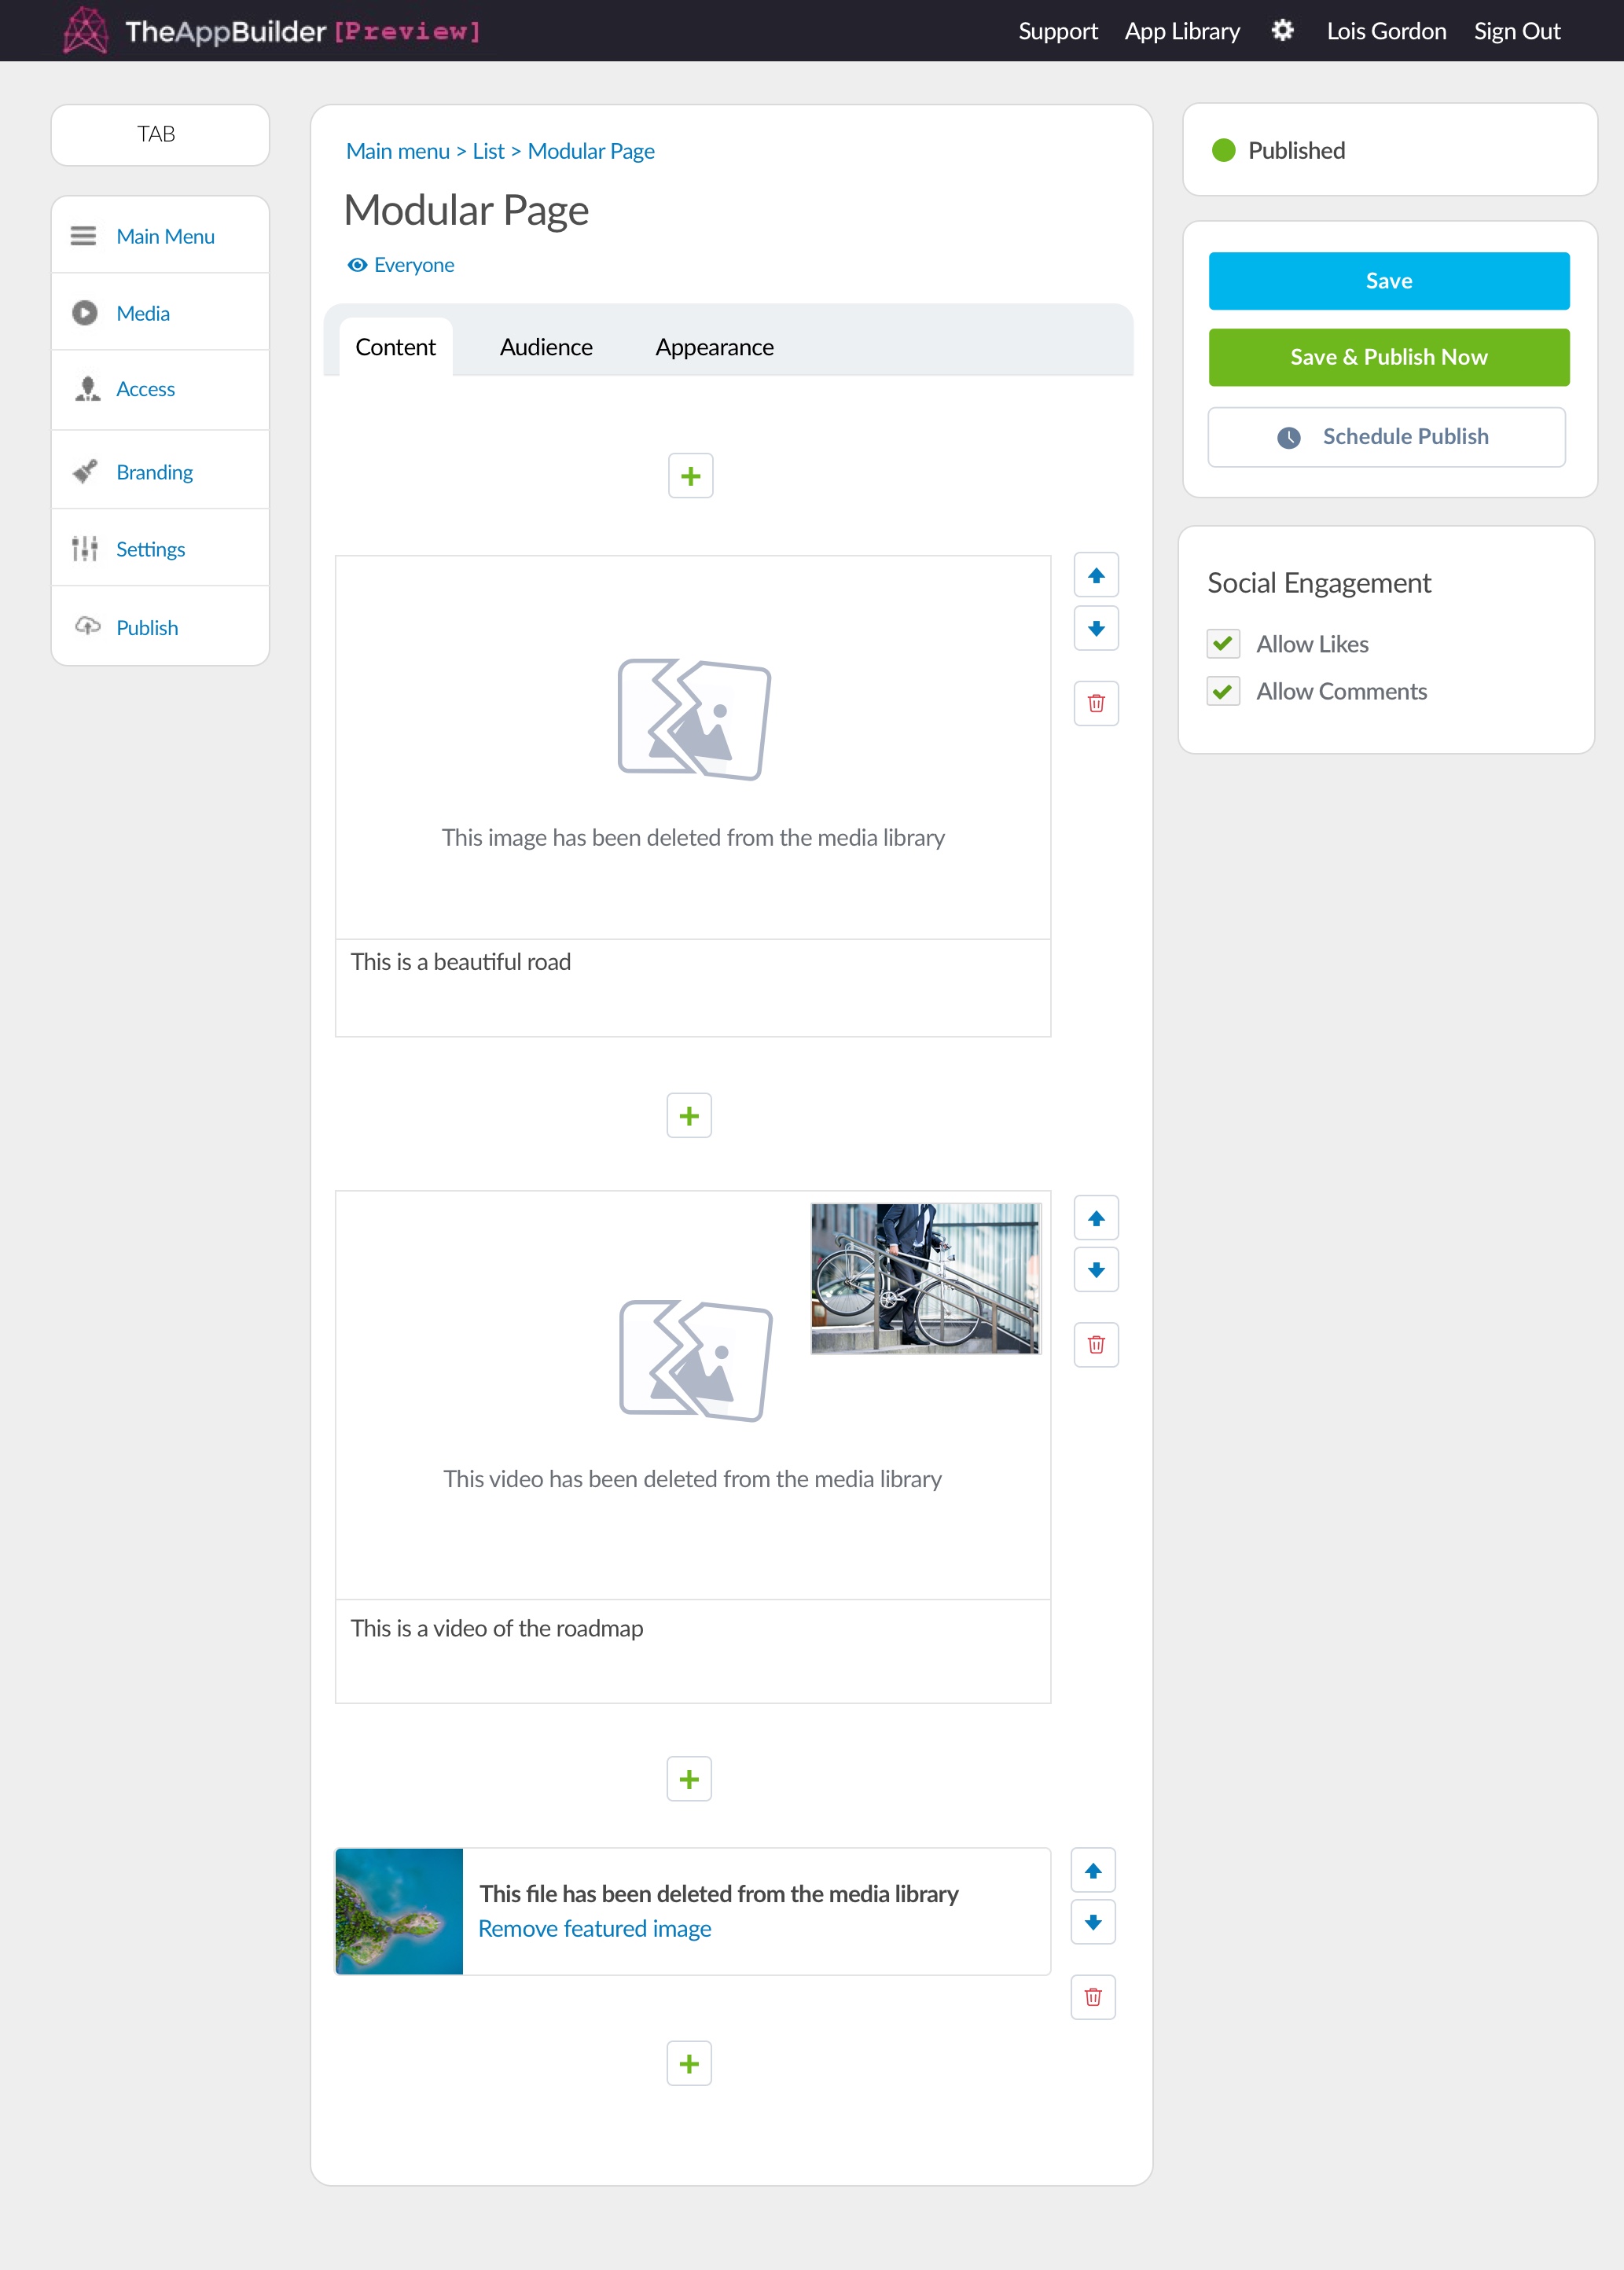 TheAppBuilder [Preview]
Support App Library Lois Gordon Sign Out
TAB
Main Menu
Media
Access
Branding
Settings
Publish
Main menu > List > Modular Page
Modular Page
Everyone
Content Audience Appearance
This image has been deleted from the media library
This is a beautiful road
This video has been deleted from the media library
This is a video of the roadmap
This file has been deleted from the media library
Remove featured image
Published
Save
Save & Publish Now
Schedule Publish
Social Engagement
Allow Likes
Allow Comments